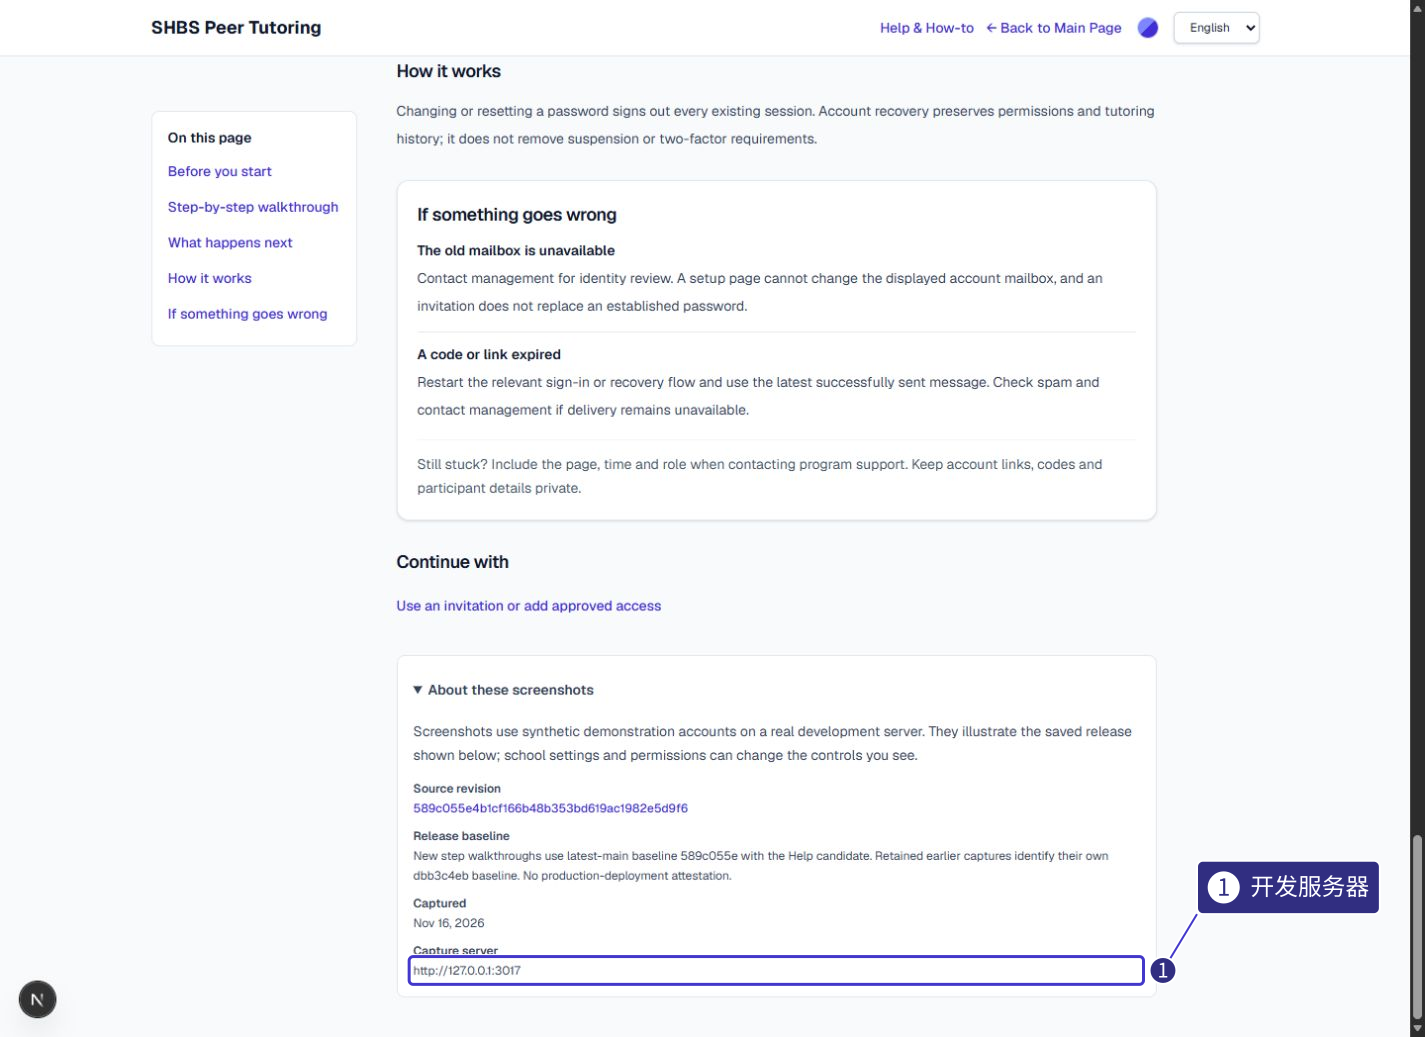 SHBS Peer Tutoring
Help & How-to
← Back to Main Page
English
On this page
Before you start
Step-by-step walkthrough
What happens next
How it works
If something goes wrong
How it works
Changing or resetting a password signs out every existing session. Account recovery preserves permissions and tutoring
history; it does not remove suspension or two-factor requirements.
If something goes wrong
The old mailbox is unavailable
Contact management for identity review. A setup page cannot change the displayed account mailbox, and an
invitation does not replace an established password.
A code or link expired
Restart the relevant sign-in or recovery flow and use the latest successfully sent message. Check spam and
contact management if delivery remains unavailable.
Still stuck? Include the page, time and role when contacting program support. Keep account links, codes and
participant details private.
Continue with
Use an invitation or add approved access
▼ About these screenshots
Screenshots use synthetic demonstration accounts on a real development server. They illustrate the saved release
shown below; school settings and permissions can change the controls you see.
Source revision
589c055e4b1cf166b48b353bd619ac1982e5d9f6
Release baseline
New step walkthroughs use latest-main baseline 589c055e with the Help candidate. Retained earlier captures identify their own
dbb3c4eb baseline. No production-deployment attestation.
Captured
Nov 16, 2026
Capture server
http://127.0.0.1:3017
1
1 开发服务器
N